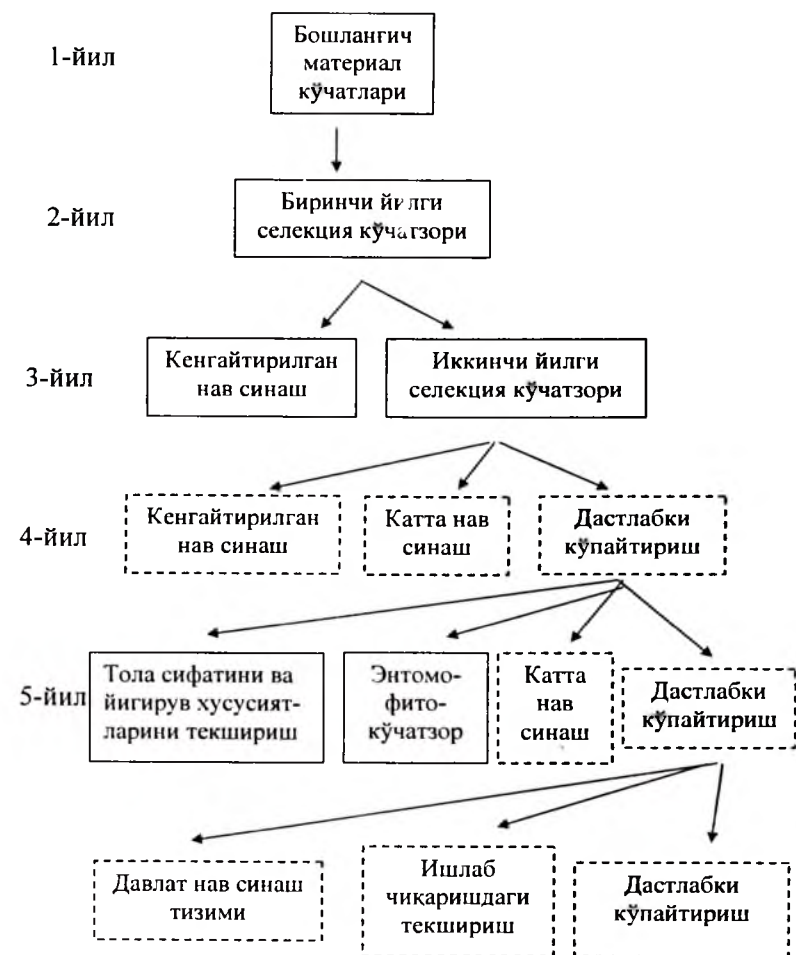 1-йил
Бошлангич
материал
кўчатлари
2-йил
Биринчи йилги
селекция кўчатзори
3-йил
Кенгайтирилган
нав синаш
Иккинчи йилги
селекция кўчатзори
4-йил
Кенгайтирилган
нав синаш
Катта нав
синаш
Дастлабки
кўпайтириш
5-йил
Тола сифатини ва
йигирув хусусият-
ларини текшириш
Энтомо-
фито-
кўчатзор
Катта
нав
синаш
Дастлабки
кўпайтириш
Давлат нав синаш
тизими
Ишлаб
чиқаришдаги
текшириш
Дастлабки
кўпайтириш